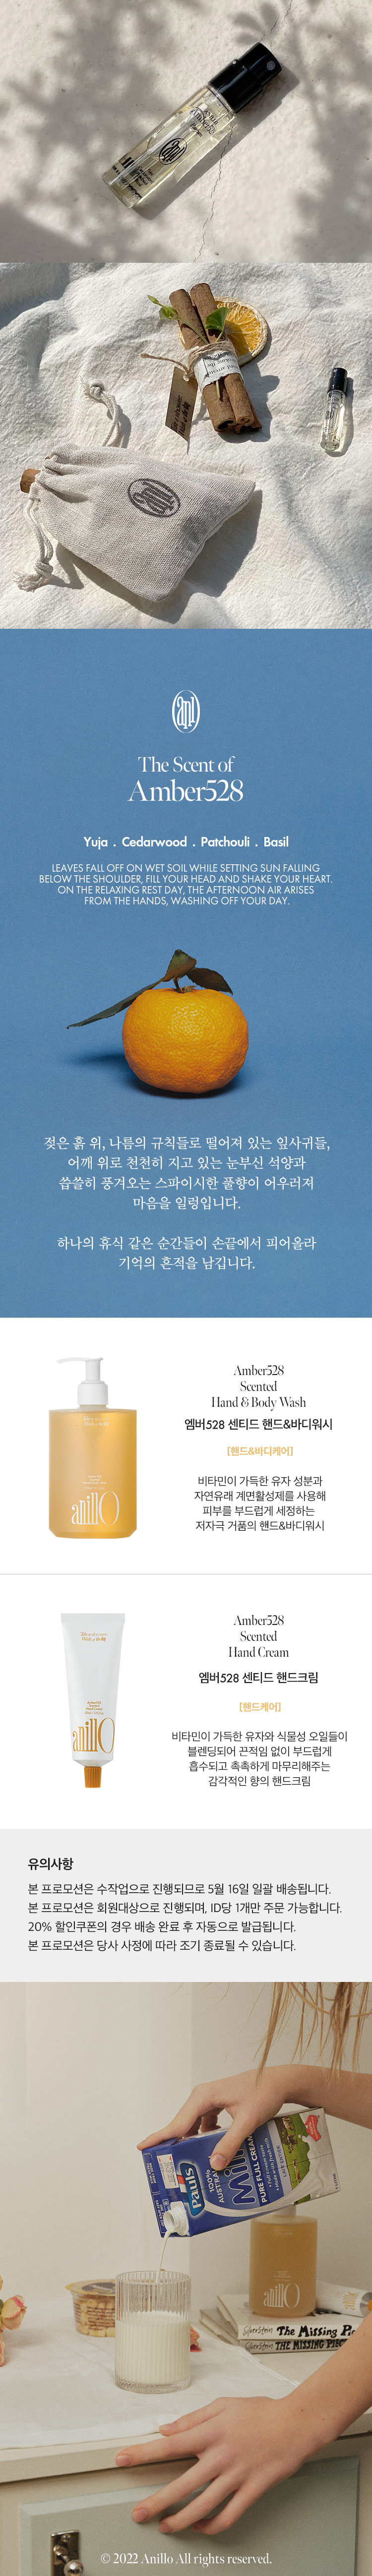 Amber528
The Scent of
Amber528
Yuja . Cedarwood . Patchouli . Basil
LEAVES FALL OFF ON WET SOIL WHILE SETTING SUN FALLING
BELOW THE SHOULDER, FILL YOUR HEAD AND SHAKE YOUR HEART.
ON THE RELAXING REST DAY, THE AFTERNOON AIR ARISES
FROM THE HANDS, WASHING OFF YOUR DAY.
젖은 흙 위, 나름의 규칙들로 떨어져 있는 잎사귀들,
어깨 위로 천천히 지고 있는 눈부신 석양과
씁쓸히 풍겨오는 스파이시한 풀향이 어우러져
마음을 일렁입니다.
하나의 휴식 같은 순간들이 손끝에서 피어올라
기억의 흔적을 남깁니다.
anillO
Amber528
Scented
Hand & Body Wash
엠버528 센티드 핸드&바디워시
[핸드&바디케어]
비타민이 가득한 유자 성분과
자연유래 계면활성제를 사용해
피부를 부드럽게 세정하는
저자극 거품의 핸드&바디워시
anillO
Amber528
Scented
Hand Cream
엠버528 센티드 핸드크림
[핸드케어]
비타민이 가득한 유자와 식물성 오일들이
블렌딩되어 끈적임 없이 부드럽게
흡수되고 촉촉하게 마무리해주는
감각적인 향의 핸드크림
유의사항
본 프로모션은 수작업으로 진행되므로 5월 16일 일괄 배송됩니다.
본 프로모션은 회원대상으로 진행되며, ID당 1개만 주문 가능합니다.
20% 할인쿠폰의 경우 배송 완료 후 자동으로 발급됩니다.
본 프로모션은 당사 사정에 따라 조기 종료될 수 있습니다.
Pauls
100%
AUSTRALIAN
Milk
PURE FULL CREAM
anillO
Silverstein The Missing P
Silverstein THE MISSING PIEC
© 2022 Anillo All rights reserved.